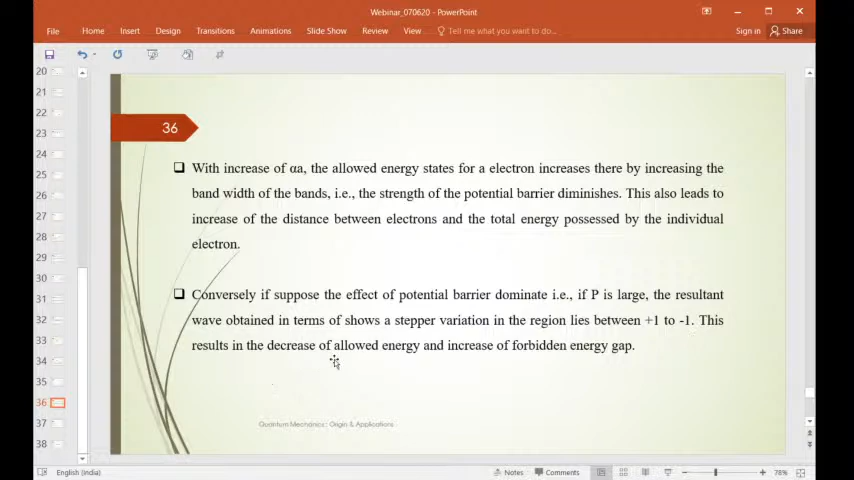 Webinar_070620 - PowerPoint
File Home Insert Design Transitions Animations Slide Show Review View Tell me what you want to do... Sign in Share
20
21
22
23
24
25
26
27
28
29
30
31
32
33
34
35
36
37
38
36
With increase of αa, the allowed energy states for a electron increases there by increasing the
band width of the bands, i.e., the strength of the potential barrier diminishes. This also leads to
increase of the distance between electrons and the total energy possessed by the individual
electron.
Conversely if suppose the effect of potential barrier dominate i.e., if P is large, the resultant
wave obtained in terms of shows a stepper variation in the region lies between +1 to -1. This
results in the decrease of allowed energy and increase of forbidden energy gap.
Quantum Mechanics: Origin & Applications
English (India) Notes Comments 78%